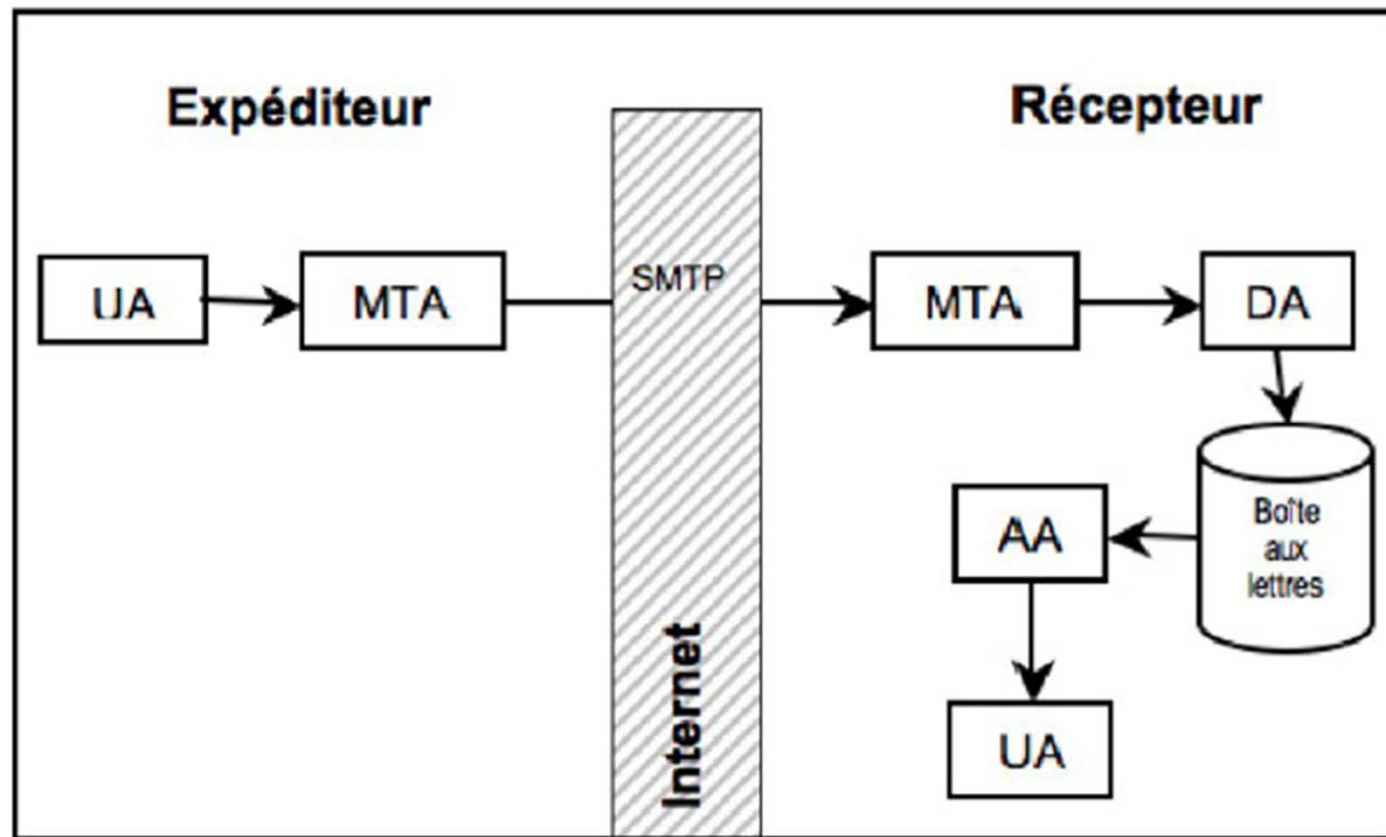 Expéditeur
Récepteur
UA
MTA
SMTP
MTA
DA
Boîte
aux
lettres
AA
UA
Internet